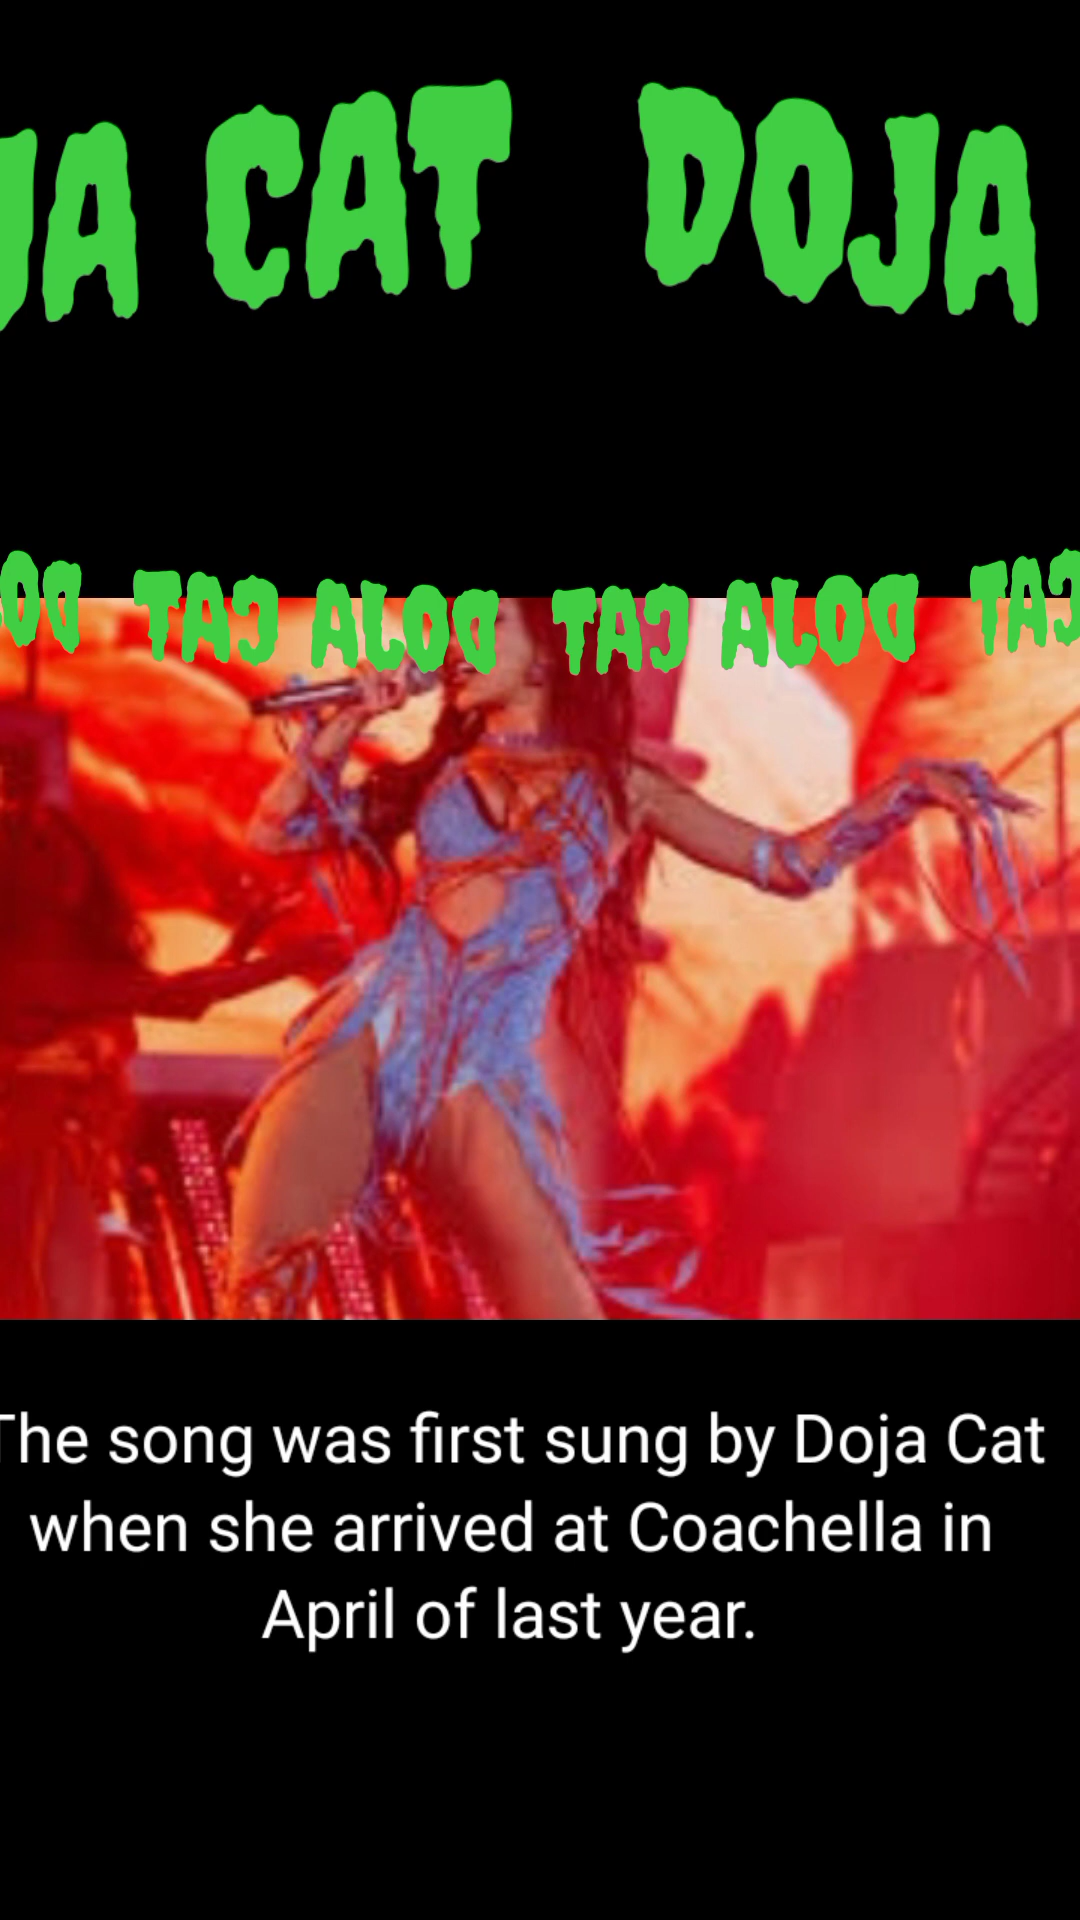 JA CAT DOJA
DOJA CAT DOJA CAT CAT
The song was first sung by Doja Cat
when she arrived at Coachella in
April of last year.